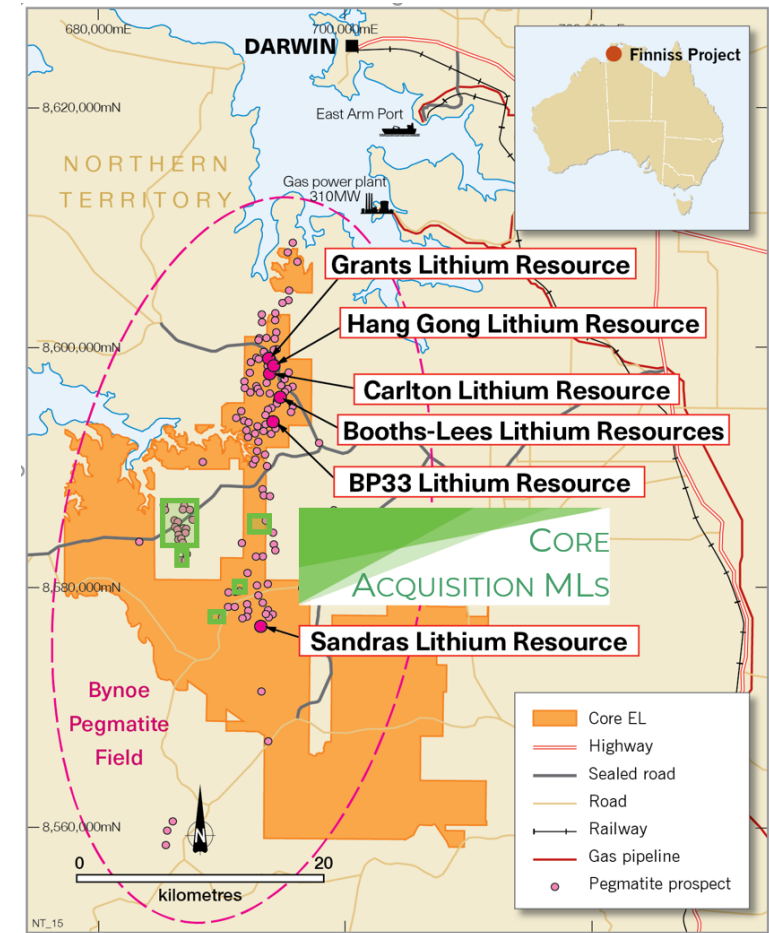 680,000mE
700,000mE
DARWIN
Finniss Project
8,620,000mN
East Arm Port
NORTHERN
TERRITORY
Gas power plant
310MW
Grants Lithium Resource
Hang Gong Lithium Resource
8,600,000mN
Carlton Lithium Resource
Booths-Lees Lithium Resources
BP33 Lithium Resource
CORE
ACQUISITION MLS
8,580,000mN
Sandras Lithium Resource
Bynoe
Pegmatite
Field
Core EL
Highway
Sealed road
Road
Railway
Gas pipeline
Pegmatite prospect
8,560,000mN
N
0 20
kilometres
NT_15